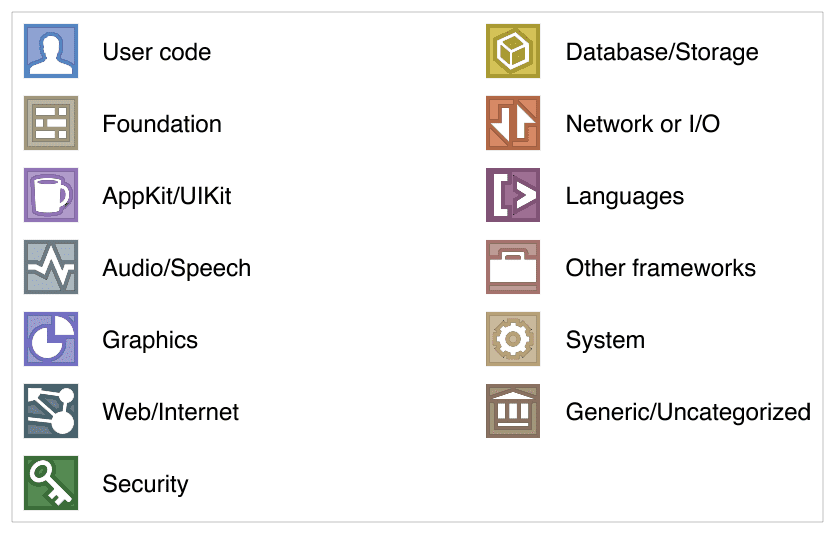 User code
Foundation
AppKit/UIKit
Audio/Speech
Graphics
Web/Internet
Security
Database/Storage
Network or I/O
Languages
Other frameworks
System
Generic/Uncategorized